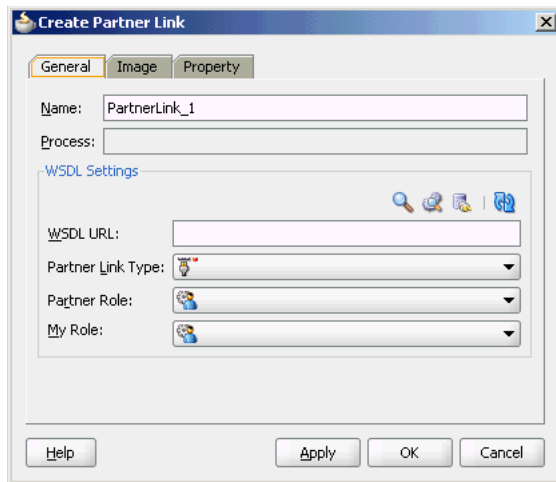 Create Partner Link
General Image Property
Name: PartnerLink_1
Process:
WSDL Settings
WSDL URL:
Partner Link Type:
Partner Role:
My Role:
Help Apply OK Cancel